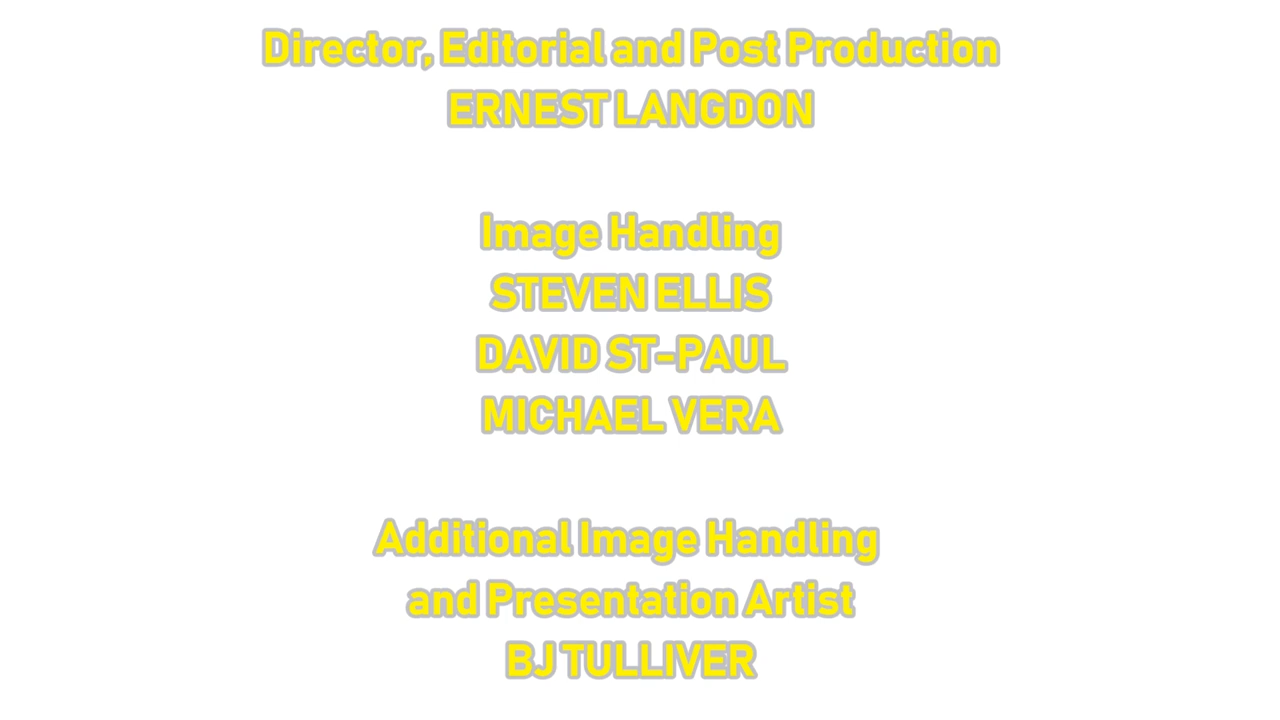 Director, Editorial and Post Production
ERNEST LANGDON
Image Handling
STEVEN ELLIS
DAVID ST-PAUL
MICHAEL VERA
Additional Image Handling
and Presentation Artist
BJ TULLIVER